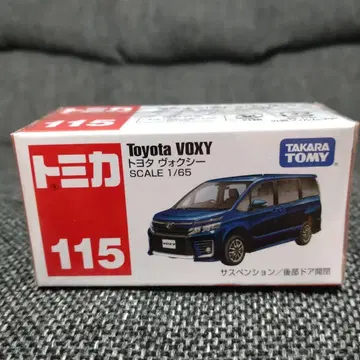 115
トミカ
115
Toyota VOXY
トヨタ ヴォクシー
SCALE 1/65
TAKARA
TOMY
サスペンション／後部ドア開閉